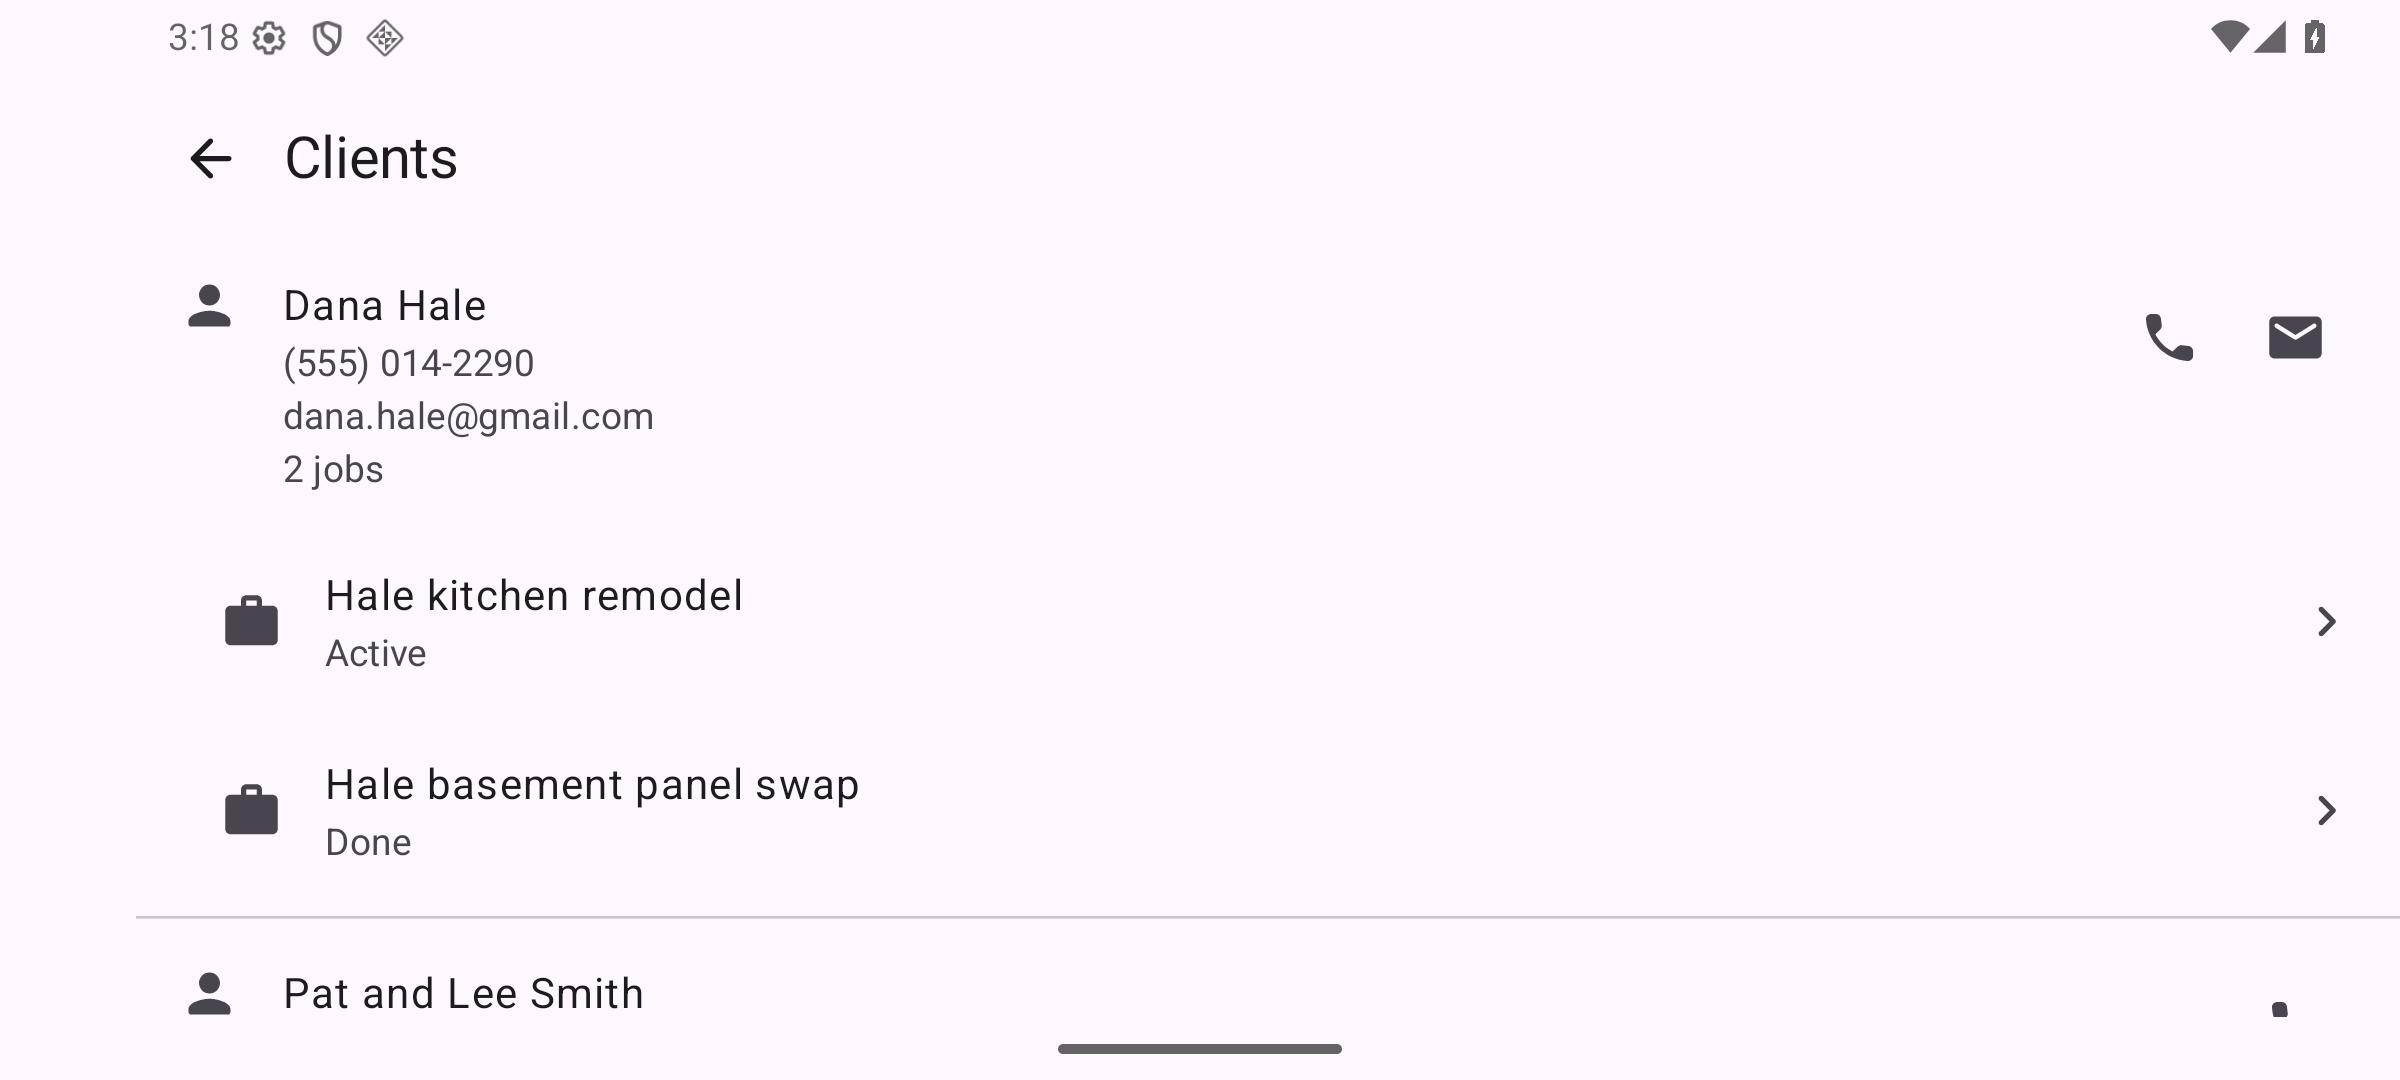 3:18
Clients
Dana Hale
(555) 014-2290
dana.hale@gmail.com
2 jobs
Hale kitchen remodel
Active
Hale basement panel swap
Done
Pat and Lee Smith